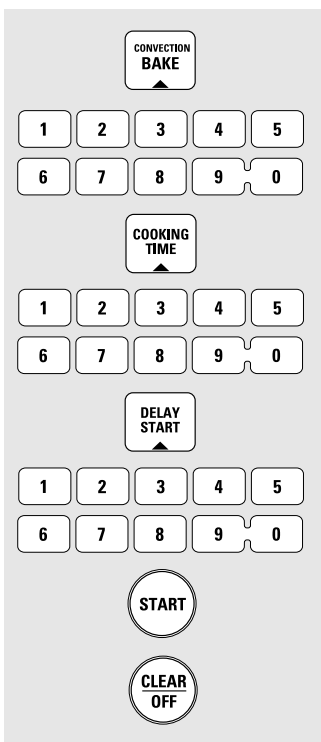 CONVECTION
BAKE
1 2 3 4 5
6 7 8 9 0
COOKING
TIME
1 2 3 4 5
6 7 8 9 0
DELAY
START
1 2 3 4 5
6 7 8 9 0
START
CLEAR
OFF